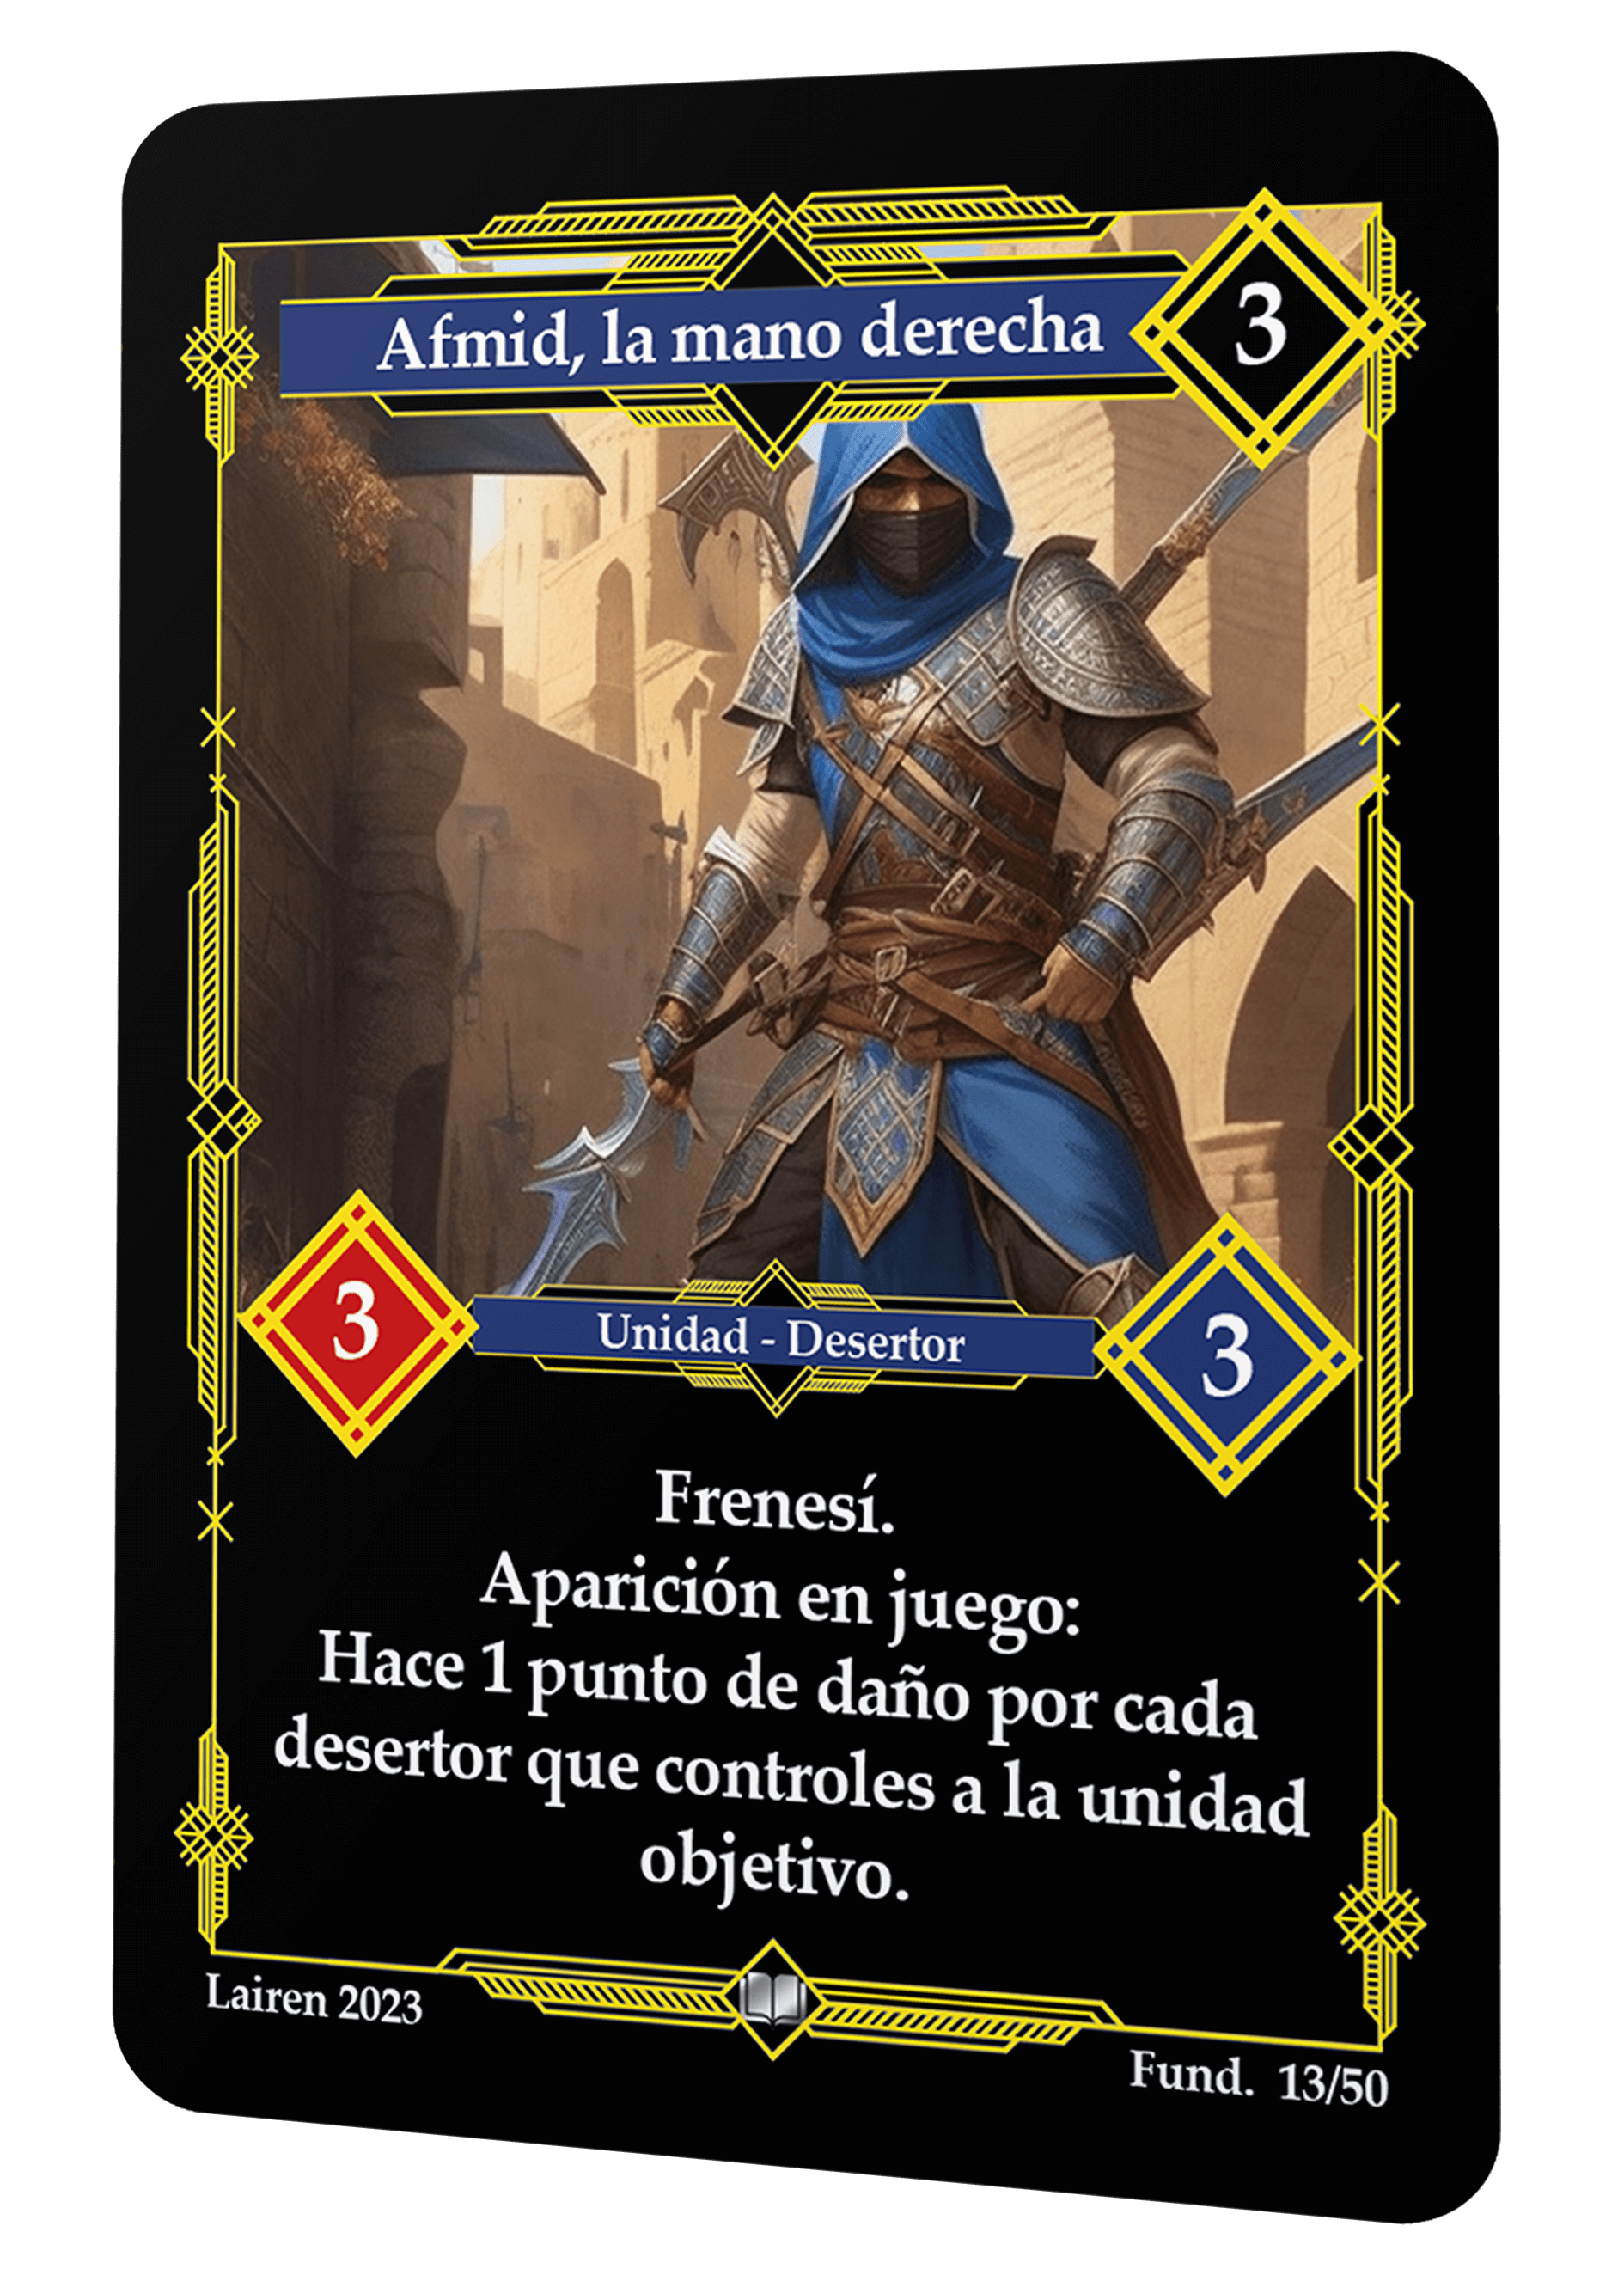 Afmid, la mano derecha
3
3
Unidad - Desertor
3
Frenesí.
Aparición en juego:
Hace 1 punto de daño por cada
desertor que controles a la unidad
objetivo.
Lairen 2023
Fund. 13/50